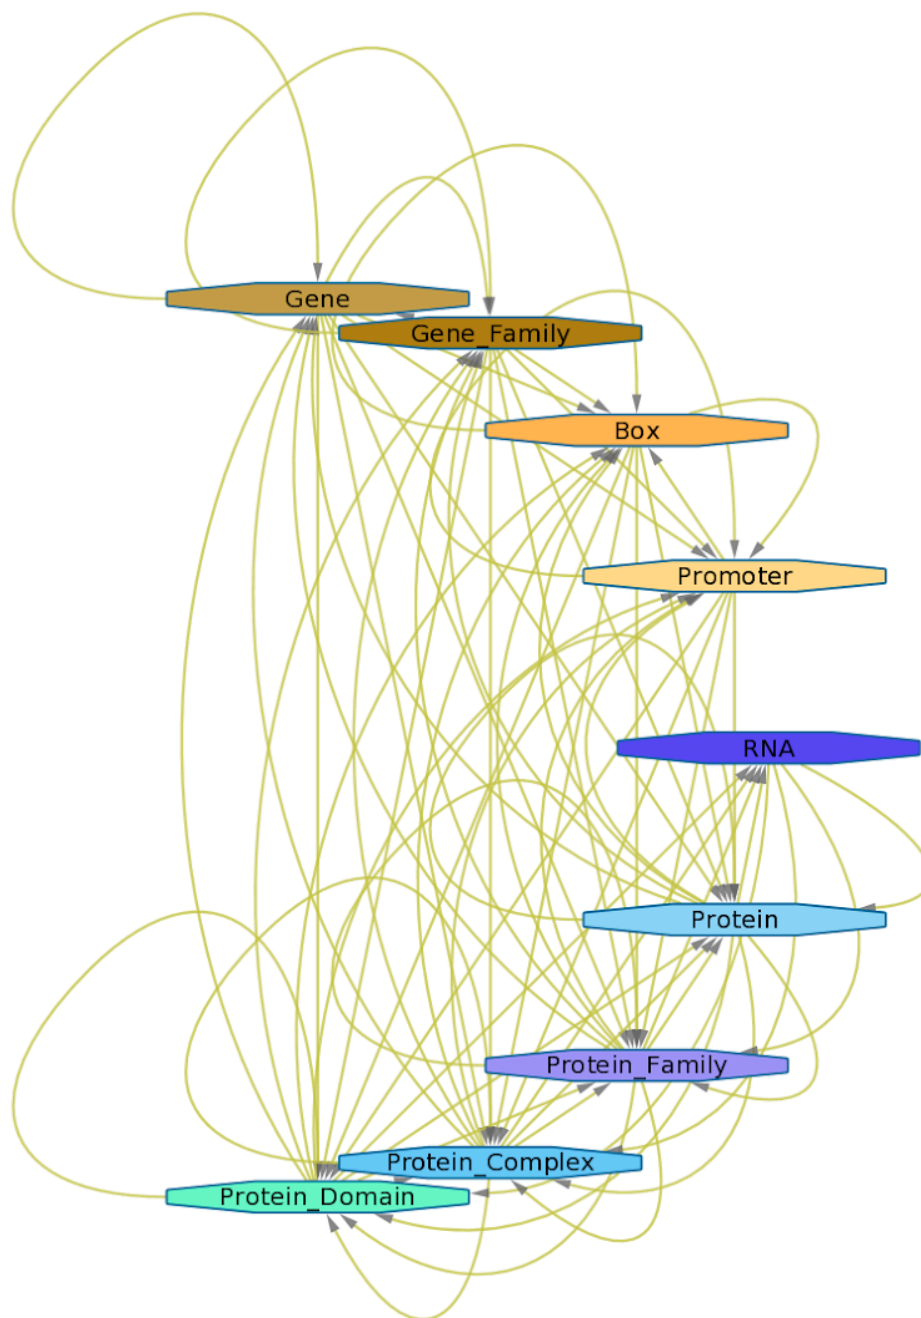 Gene
Gene_Family
Box
Promoter
RNA
Protein
Protein_Family
Protein_Complex
Protein_Domain